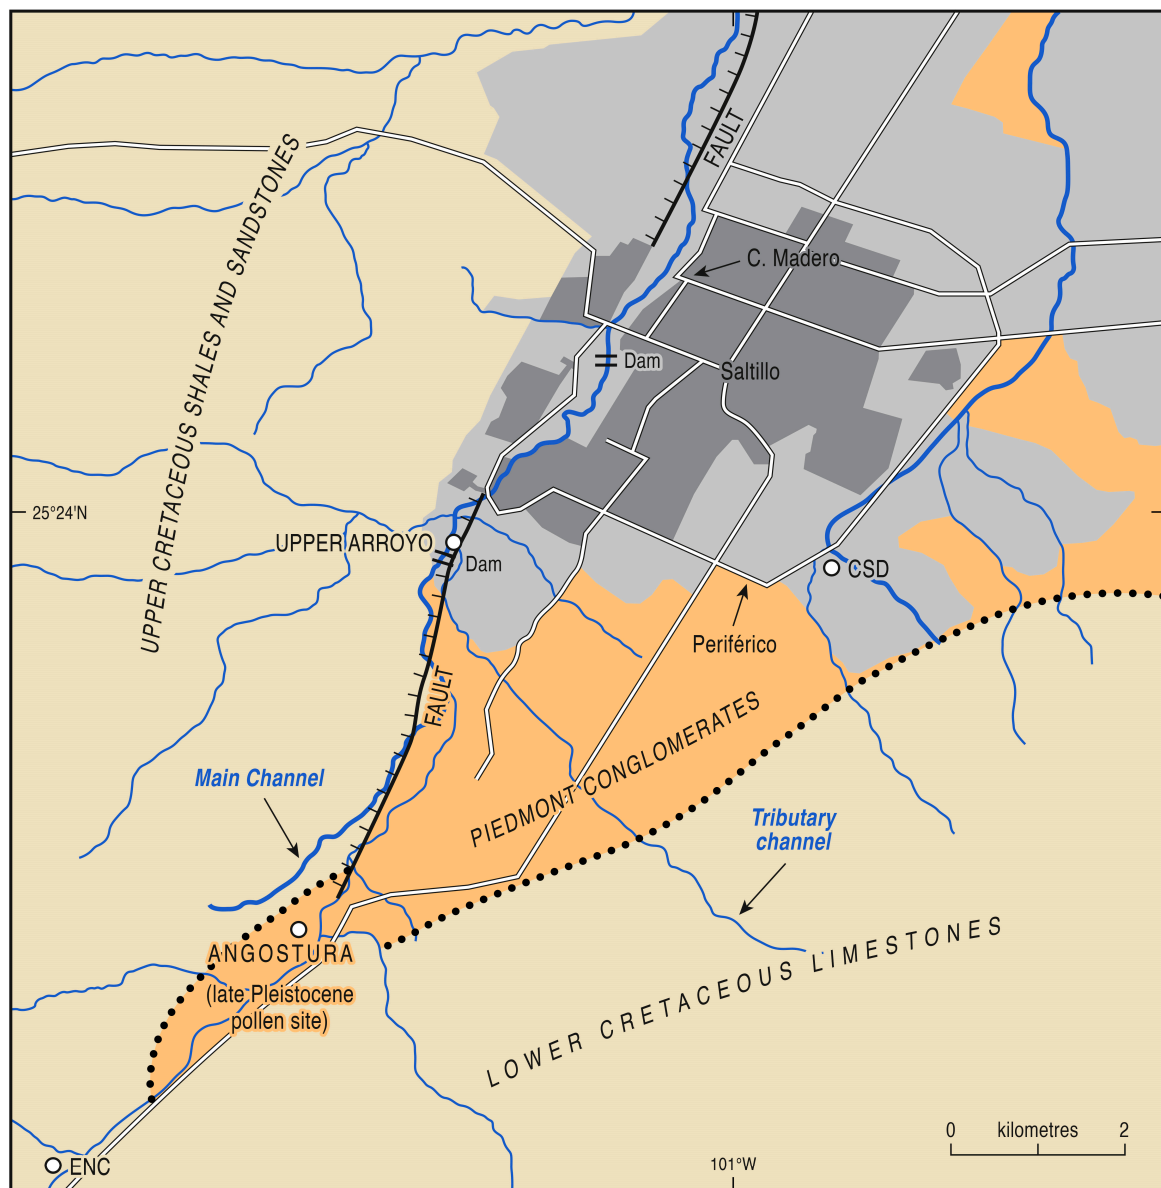 FAULT
UPPER CRETACEOUS SHALES AND SANDSTONES
C. Madero
Dam
Saltillo
25°24'N
UPPER ARROYO
Dam
CSD
Periférico
FAULT
PIEDMONT CONGLOMERATES
Main Channel
Tributary
channel
ANGOSTURA
(late Pleistocene
pollen site)
LOWER CRETACEOUS LIMESTONES
0 kilometres 2
101°W
ENC